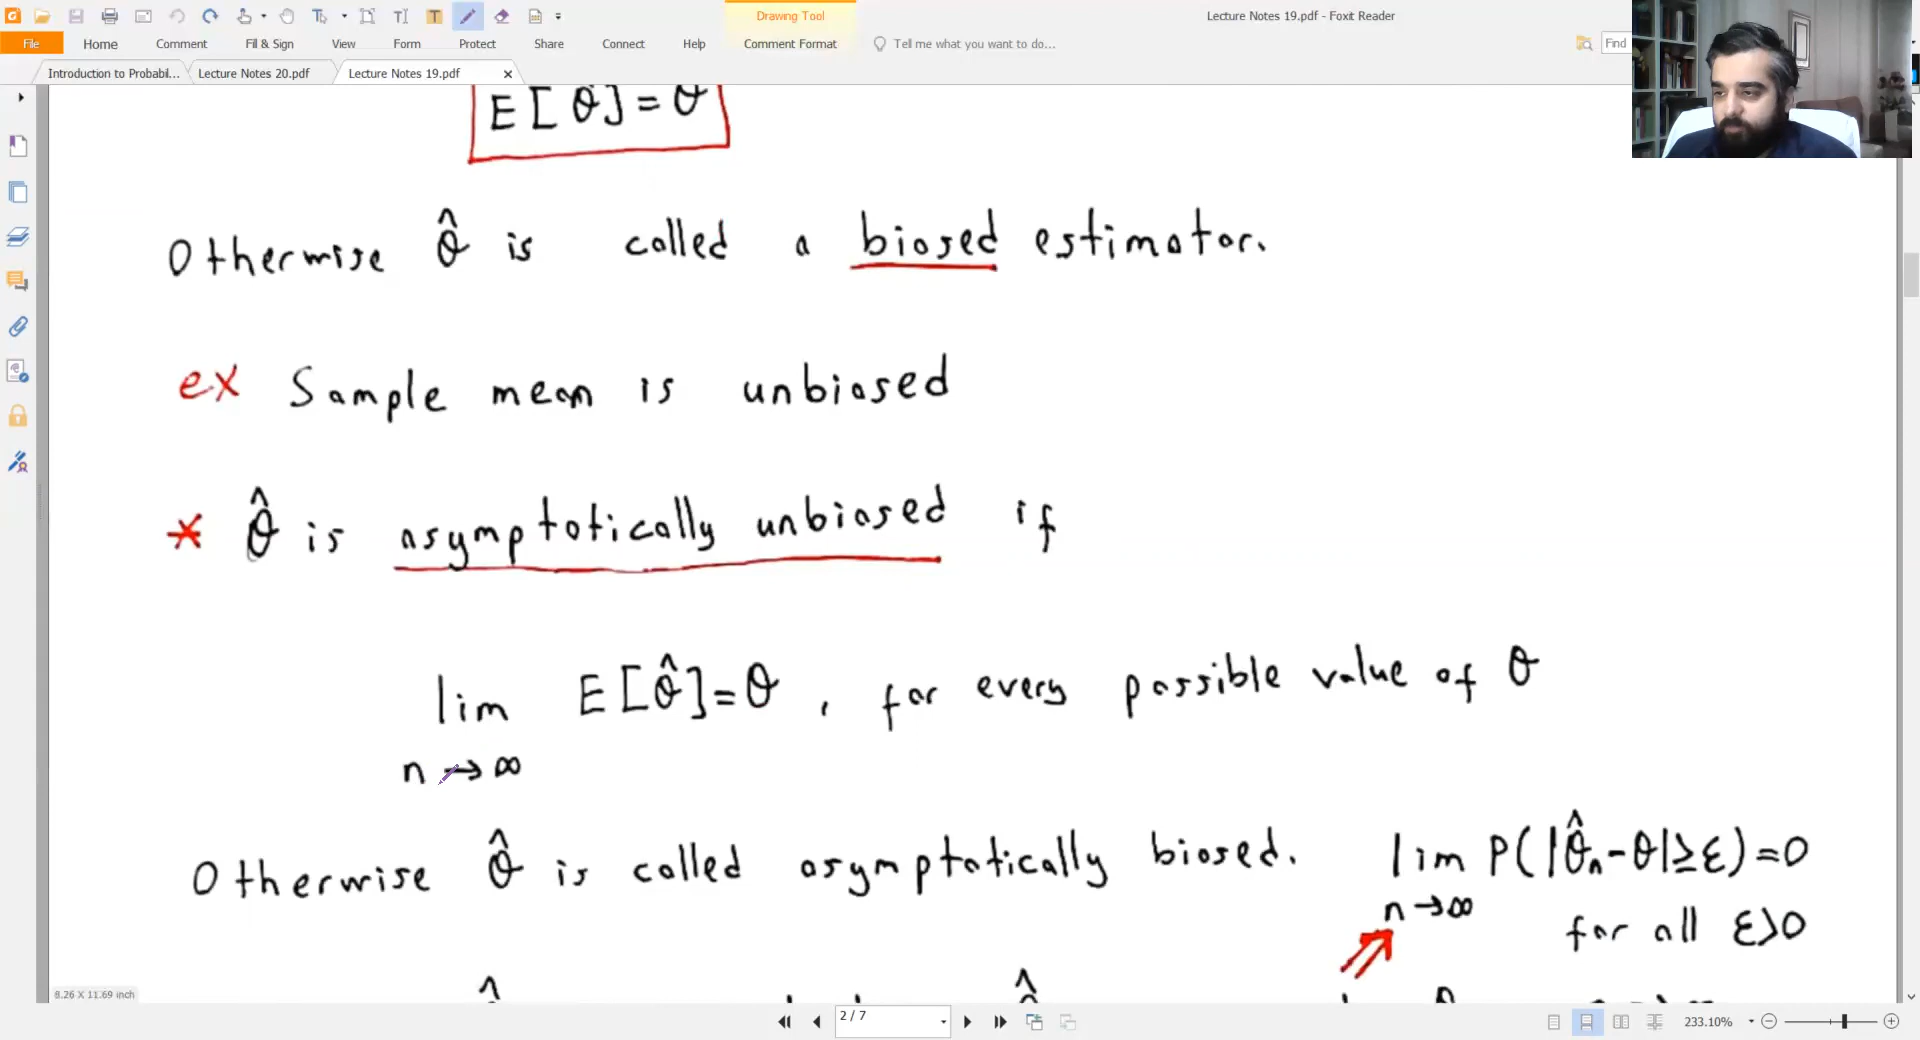 Lecture Notes 19.pdf - Foxit Reader
Drawing Tool
File Home Comment Fill & Sign View Form Protect Share Connect Help Comment Format Tell me what you want to do... Find
Introduction to Probabil... Lecture Notes 20.pdf Lecture Notes 19.pdf
E[θ̂]=θ
Otherwise θ̂ is called a biased estimator.
ex Sample mean is unbiased
* θ̂ is asymptotically unbiased if
lim E[θ̂]=θ, for every possible value of θ
n→∞
Otherwise θ̂ is called asymptotically biased.
lim P(|θ̂n-θ|≥ε)=0
n→∞
for all ε>0
8.26 X 11.69 inch
2 / 7
233.10%